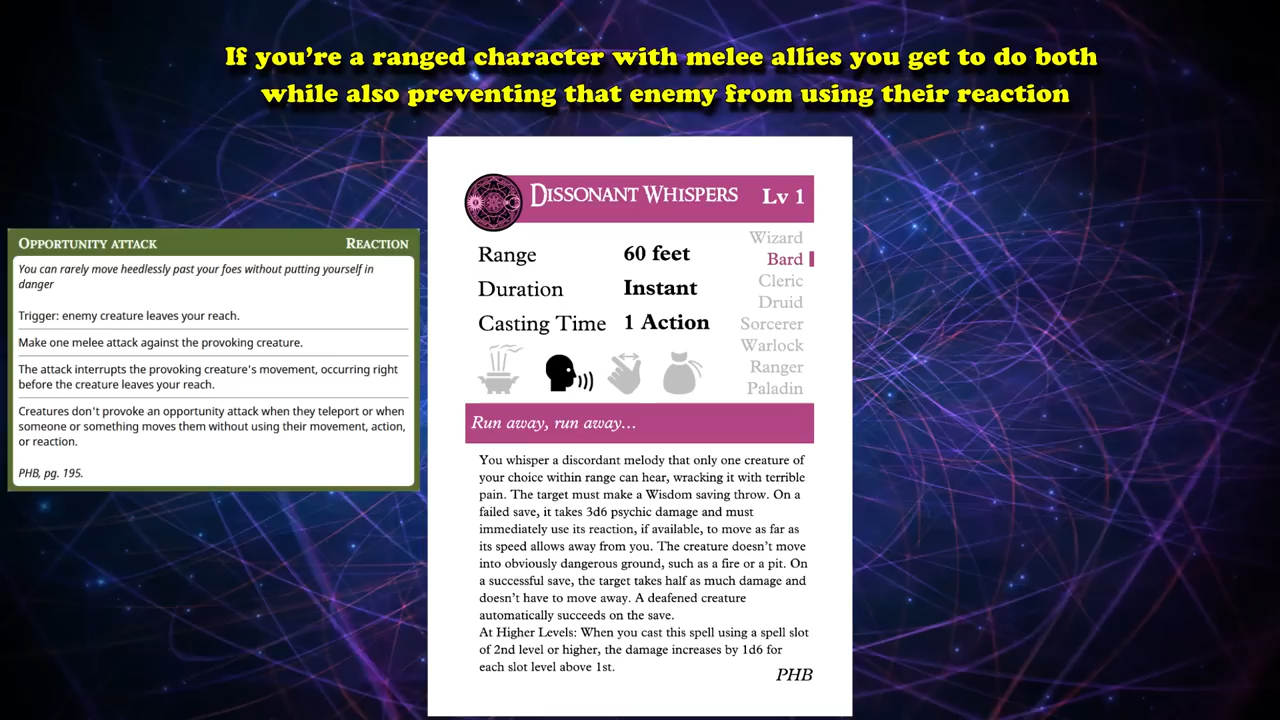 If you're a ranged character with melee allies you get to do both
while also preventing that enemy from using their reaction
OPPORTUNITY ATTACK REACTION
You can rarely move heedlessly past your foes without putting yourself in
danger
Trigger: enemy creature leaves your reach.
Make one melee attack against the provoking creature.
The attack interrupts the provoking creature's movement, occurring right
before the creature leaves your reach.
Creatures don't provoke an opportunity attack when they teleport or when
someone or something moves them without using their movement, action,
or reaction.
PHB, pg. 195.
DISSONANT WHISPERS Lv 1
Range 60 feet
Duration Instant
Casting Time 1 Action
Wizard
Bard
Cleric
Druid
Sorcerer
Warlock
Ranger
Paladin
Run away, run away...
You whisper a discordant melody that only one creature of
your choice within range can hear, wracking it with terrible
pain. The target must make a Wisdom saving throw. On a
failed save, it takes 3d6 psychic damage and must
immediately use its reaction, if available, to move as far as
its speed allows away from you. The creature doesn't move
into obviously dangerous ground, such as a fire or a pit. On
a successful save, the target takes half as much damage and
doesn't have to move away. A deafened creature
automatically succeeds on the save.
At Higher Levels: When you cast this spell using a spell slot
of 2nd level or higher, the damage increases by 1d6 for
each slot level above 1st.
PHB